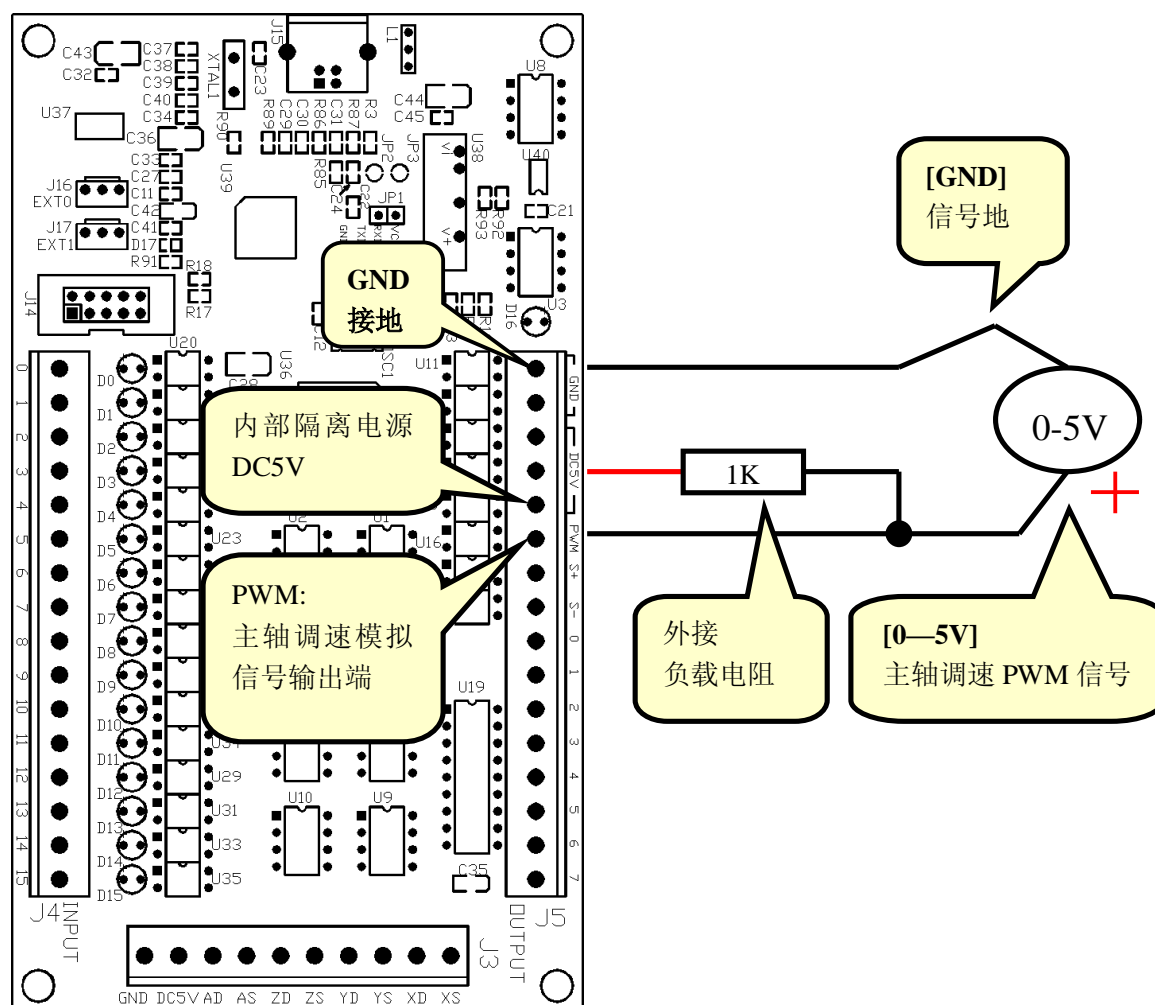 C43
C32
C37
C38
C39
C40
C34
U37
C36
C33
C27
C11
C42
C41
D17
R91
J16
EXT0
J17
EXT1
J14
R18
R17
XTAL1
C23
J15
L1
R90
U39
R89
C29
C30
R86
C31
R87
R3
R85
C24
C22
JP2
JP3
JP1
C44
C45
U38
VI
V+
U8
U40
C21
R93
R92
U3
D16
[GND]
信号地
GND
接地
内部隔离电源
DC5V
PWM:
主轴调速模拟
信号输出端
0-5V
1K
外接
负载电阻
[0—5V]
主轴调速 PWM 信号
U20
U36
U11
U23
U2
U1
U16
U19
U29
U31
U33
U35
U10
U9
C35
0
1
2
3
4
5
6
7
8
9
10
11
12
13
14
15
D0
D1
D2
D3
D4
D5
D6
D7
D8
D9
D10
D11
D12
D13
D14
D15
GND
DC5V
PWM
S+
S-
0
1
2
3
4
5
6
7
J4
INPUT
J5
OUTPUT
J3
GND DC5V AD AS ZD ZS YD YS XD XS